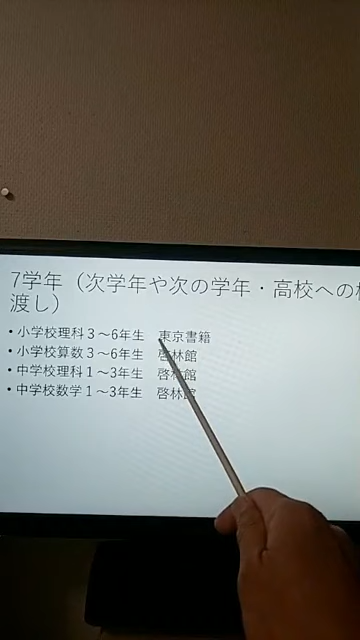 7学年（次学年や次の学年・高校への
渡し）
• 小学校理科３～6年生　東京書籍
• 小学校算数３～6年生　啓林館
• 中学校理科１～3年生　啓林館
• 中学校数学１～3年生　啓林館